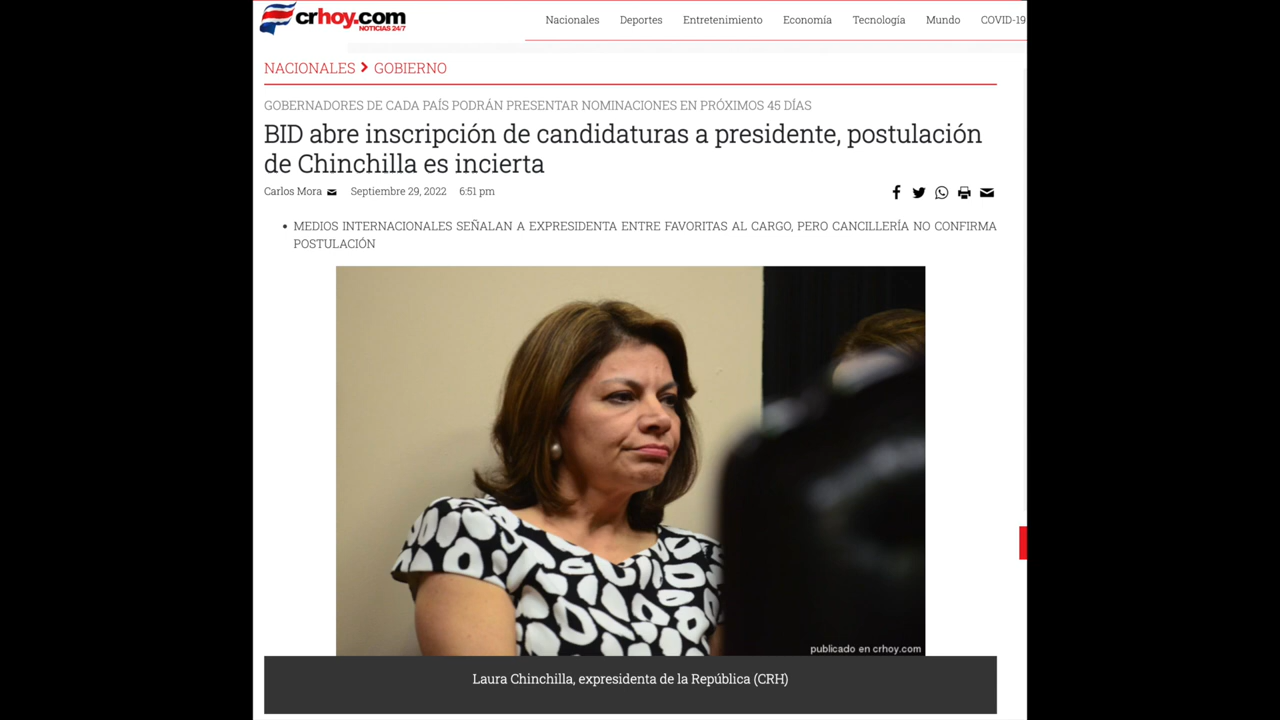 crhoy.com
NOTICIAS 24/7
Nacionales Deportes Entretenimiento Economía Tecnología Mundo COVID-19
NACIONALES > GOBIERNO
GOBERNADORES DE CADA PAÍS PODRÁN PRESENTAR NOMINACIONES EN PRÓXIMOS 45 DÍAS
BID abre inscripción de candidaturas a presidente, postulación
de Chinchilla es incierta
Carlos Mora Septiembre 29, 2022 6:51 pm
• MEDIOS INTERNACIONALES SEÑALAN A EXPRESIDENTA ENTRE FAVORITAS AL CARGO, PERO CANCILLERÍA NO CONFIRMA
POSTULACIÓN
publicado en crhoy.com
Laura Chinchilla, expresidenta de la República (CRH)